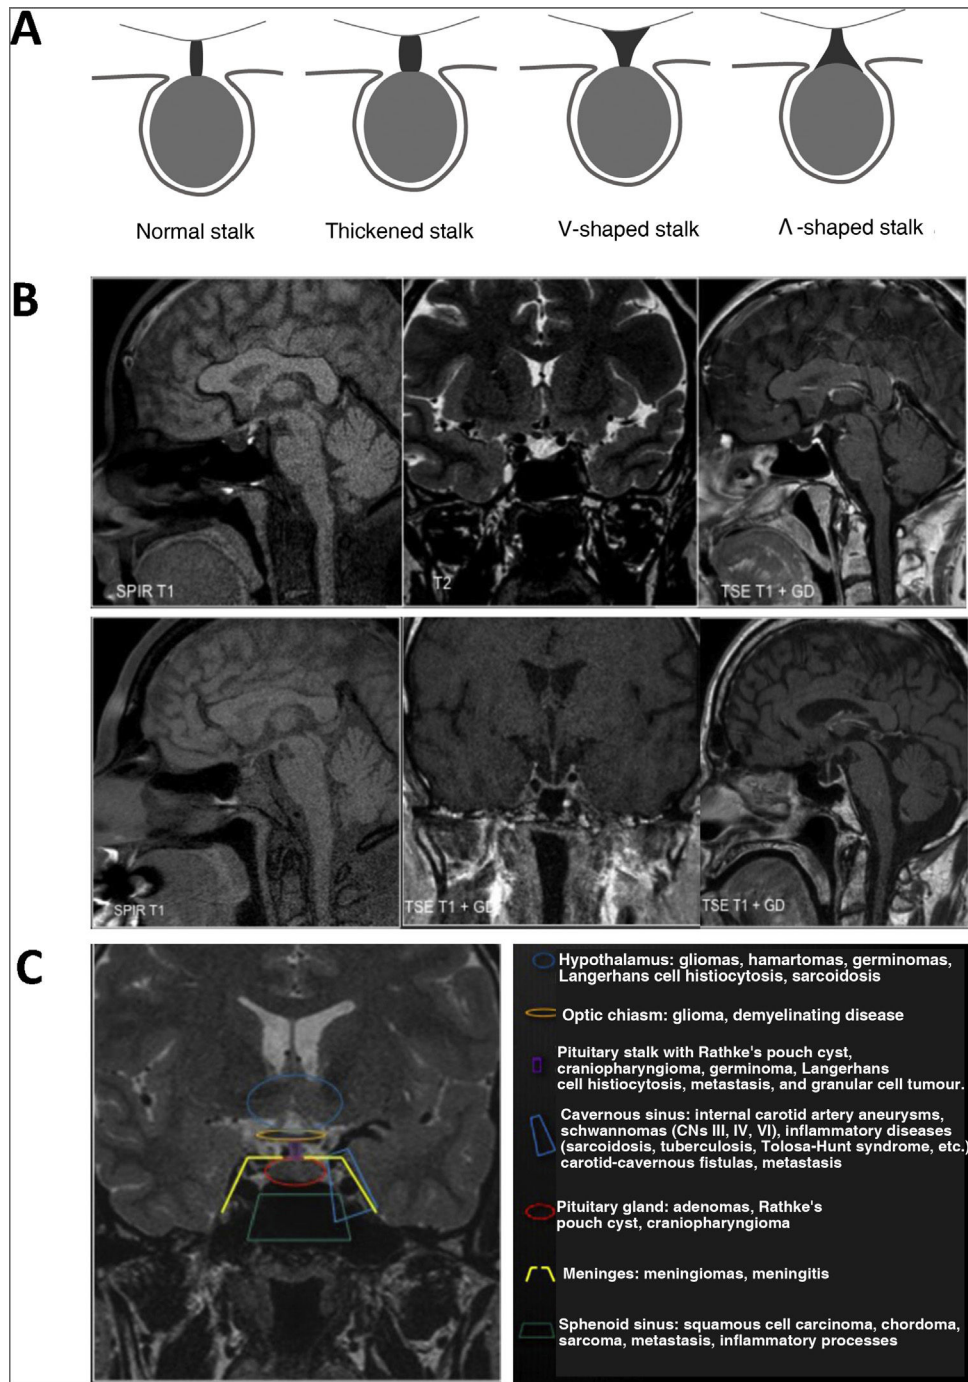 A
Normal stalk
Thickened stalk
V-shaped stalk
Λ-shaped stalk
B
SPIR T1
T2
TSE T1 + GD
SPIR T1
TSE T1 + GD
TSE T1 + GD
C
Hypothalamus: gliomas, hamartomas, germinomas,
Langerhans cell histiocytosis, sarcoidosis
Optic chiasm: glioma, demyelinating disease
Pituitary stalk with Rathke's pouch cyst,
craniopharyngioma, germinoma, Langerhans
cell histiocytosis, metastasis, and granular cell tumour.
Cavernous sinus: internal carotid artery aneurysms,
schwannomas (CNs III, IV, VI), inflammatory diseases
(sarcoidosis, tuberculosis, Tolosa-Hunt syndrome, etc.)
carotid-cavernous fistulas, metastasis
Pituitary gland: adenomas, Rathke's
pouch cyst, craniopharyngioma
Meninges: meningiomas, meningitis
Sphenoid sinus: squamous cell carcinoma, chordoma,
sarcoma, metastasis, inflammatory processes